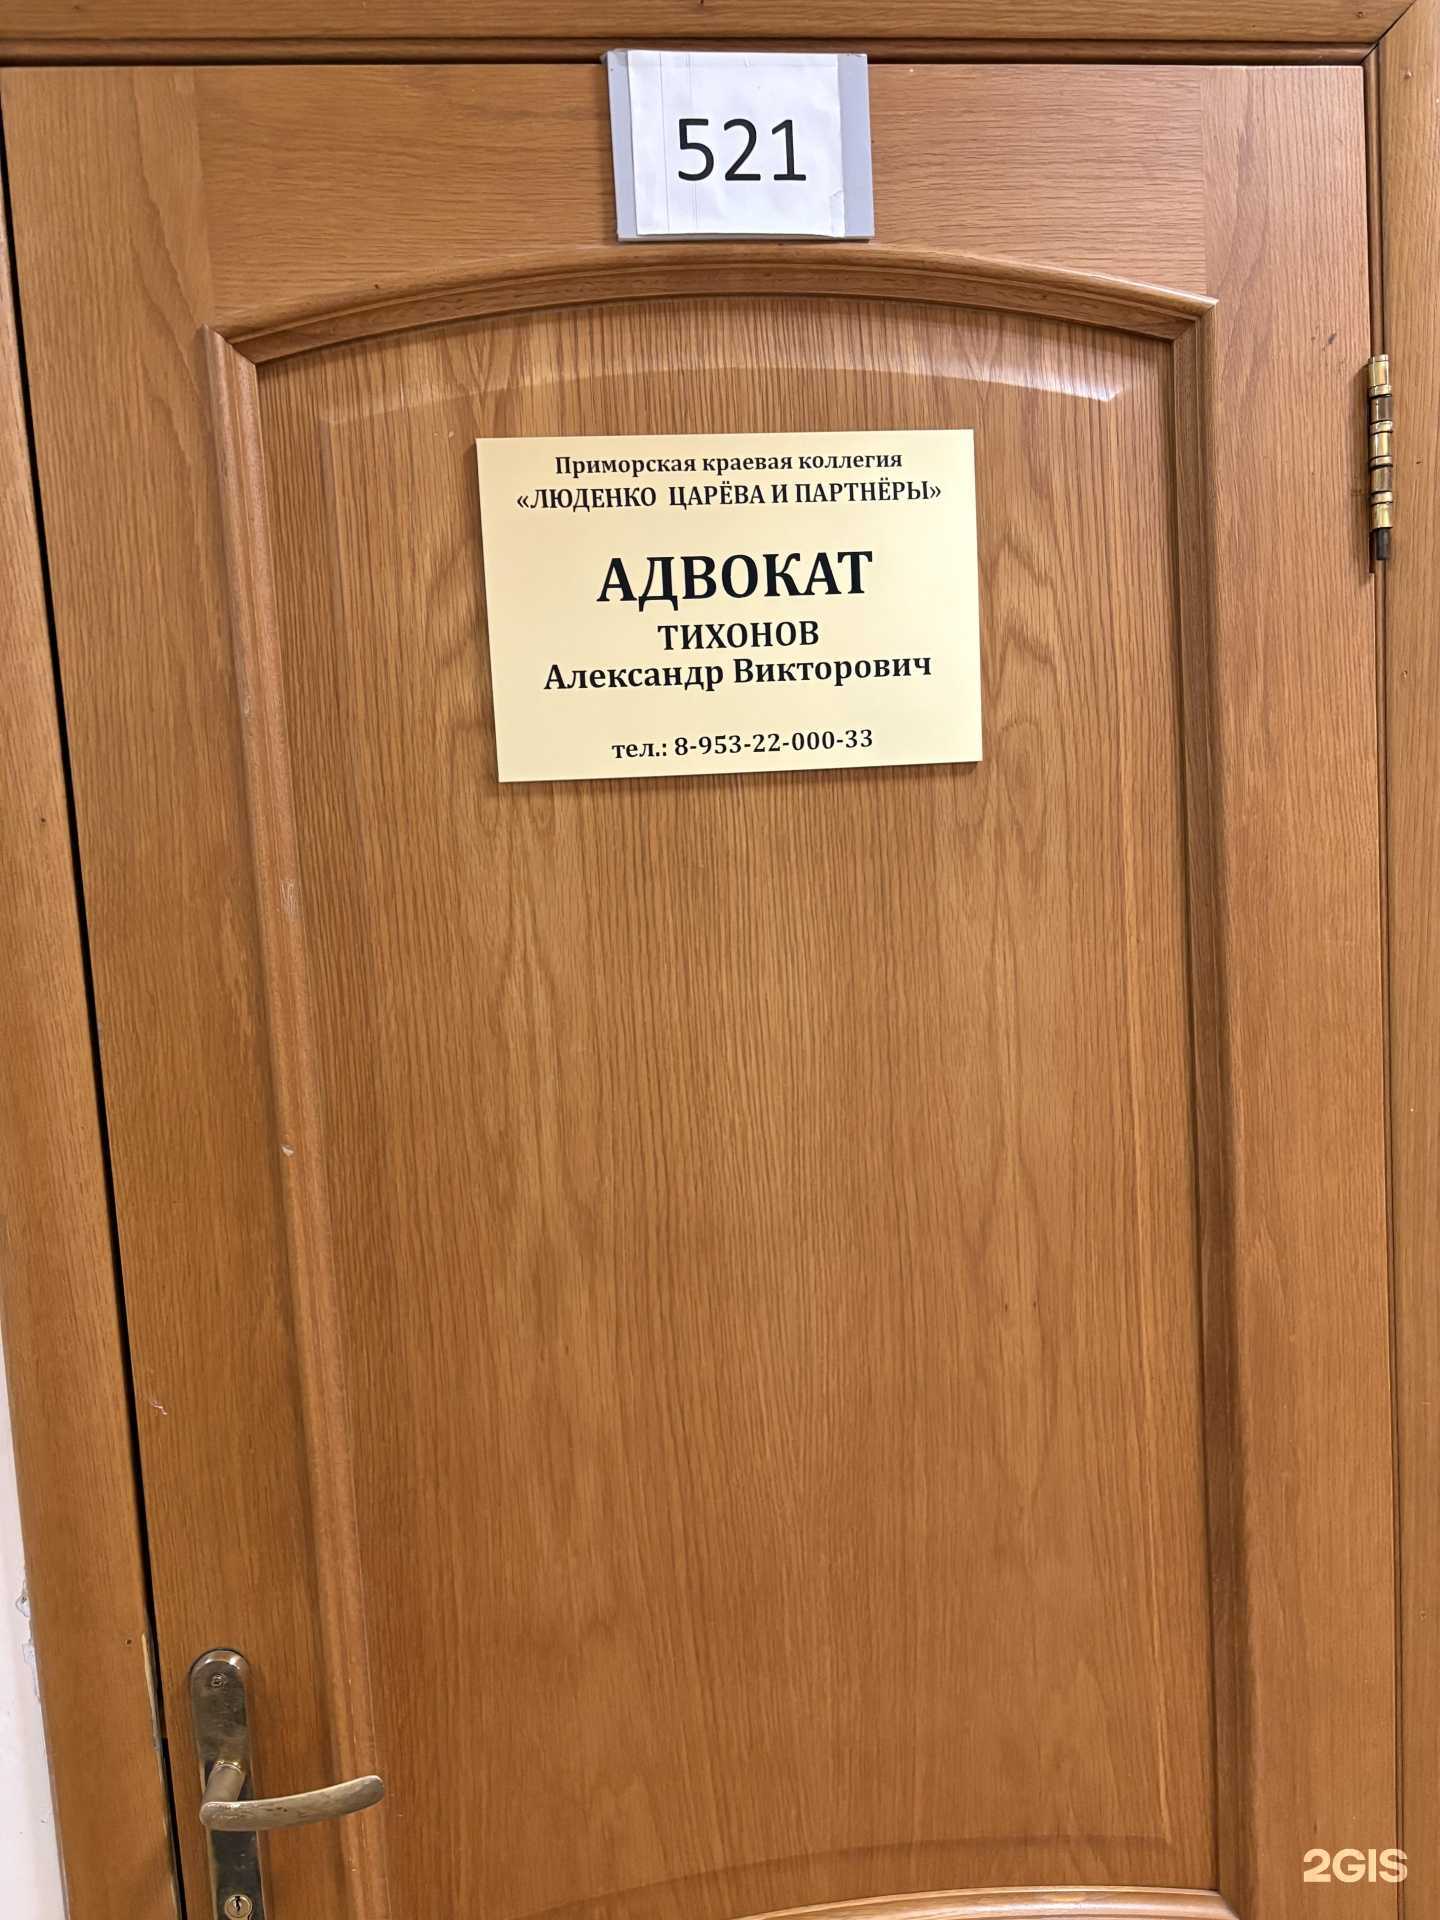 521
Приморская краевая коллегия
«ЛЮДЕНКО ЦАРЁВА И ПАРТНЁРЫ»
АДВОКАТ
ТИХОНОВ
Александр Викторович
тел.: 8-953-22-000-33
2GIS